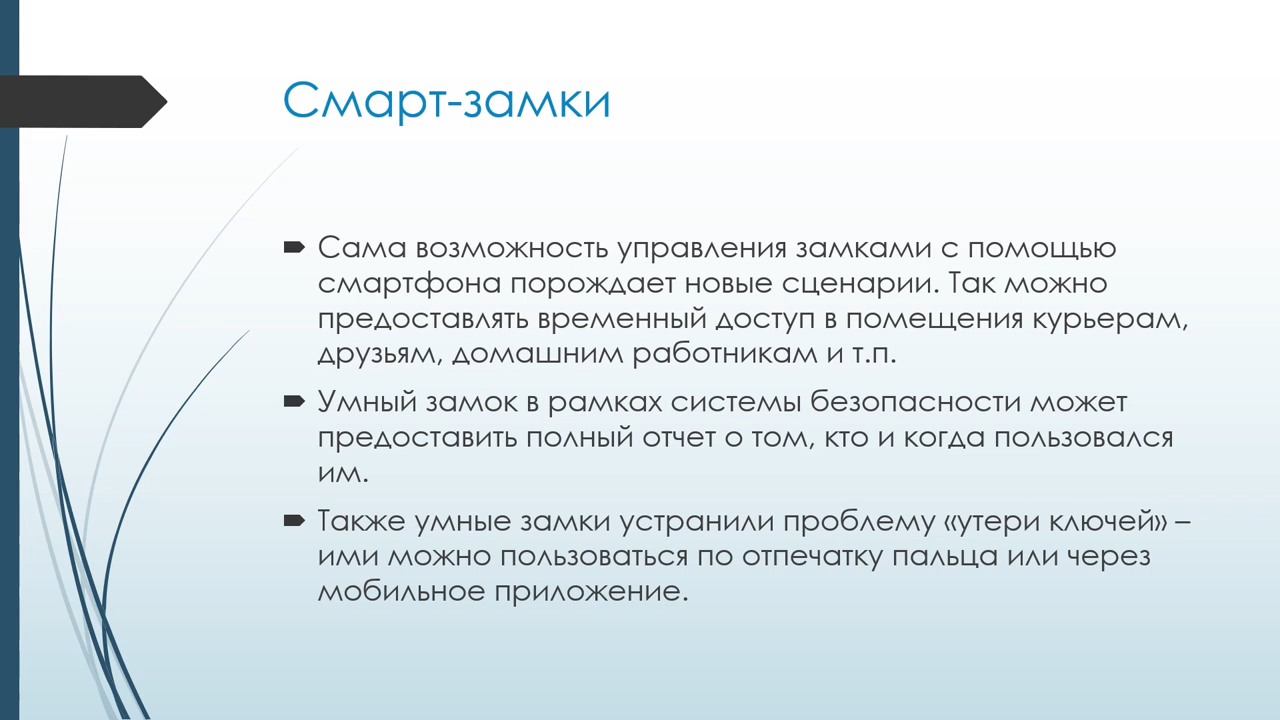 Смарт-замки
Сама возможность управления замками с помощью
смартфона порождает новые сценарии. Так можно
предоставлять временный доступ в помещения курьерам,
друзьям, домашним работникам и т.п.
Умный замок в рамках системы безопасности может
предоставить полный отчет о том, кто и когда пользовался
им.
Также умные замки устранили проблему «утери ключей» –
ими можно пользоваться по отпечатку пальца или через
мобильное приложение.